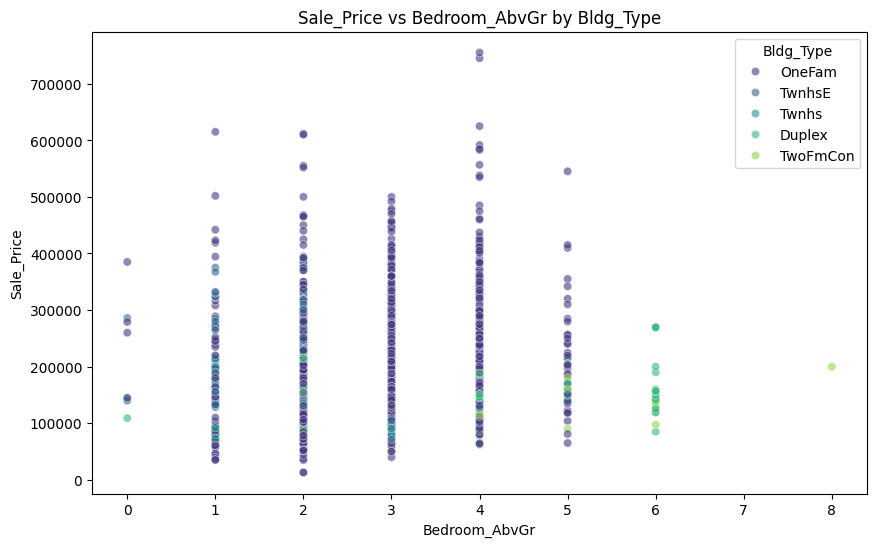 Sale_Price vs Bedroom_AbvGr by Bldg_Type
Bldg_Type
OneFam
TwnhsE
Twnhs
Duplex
TwoFmCon
Sale_Price
700000
600000
500000
400000
300000
200000
100000
0
0 1 2 3 4 5 6 7 8
Bedroom_AbvGr